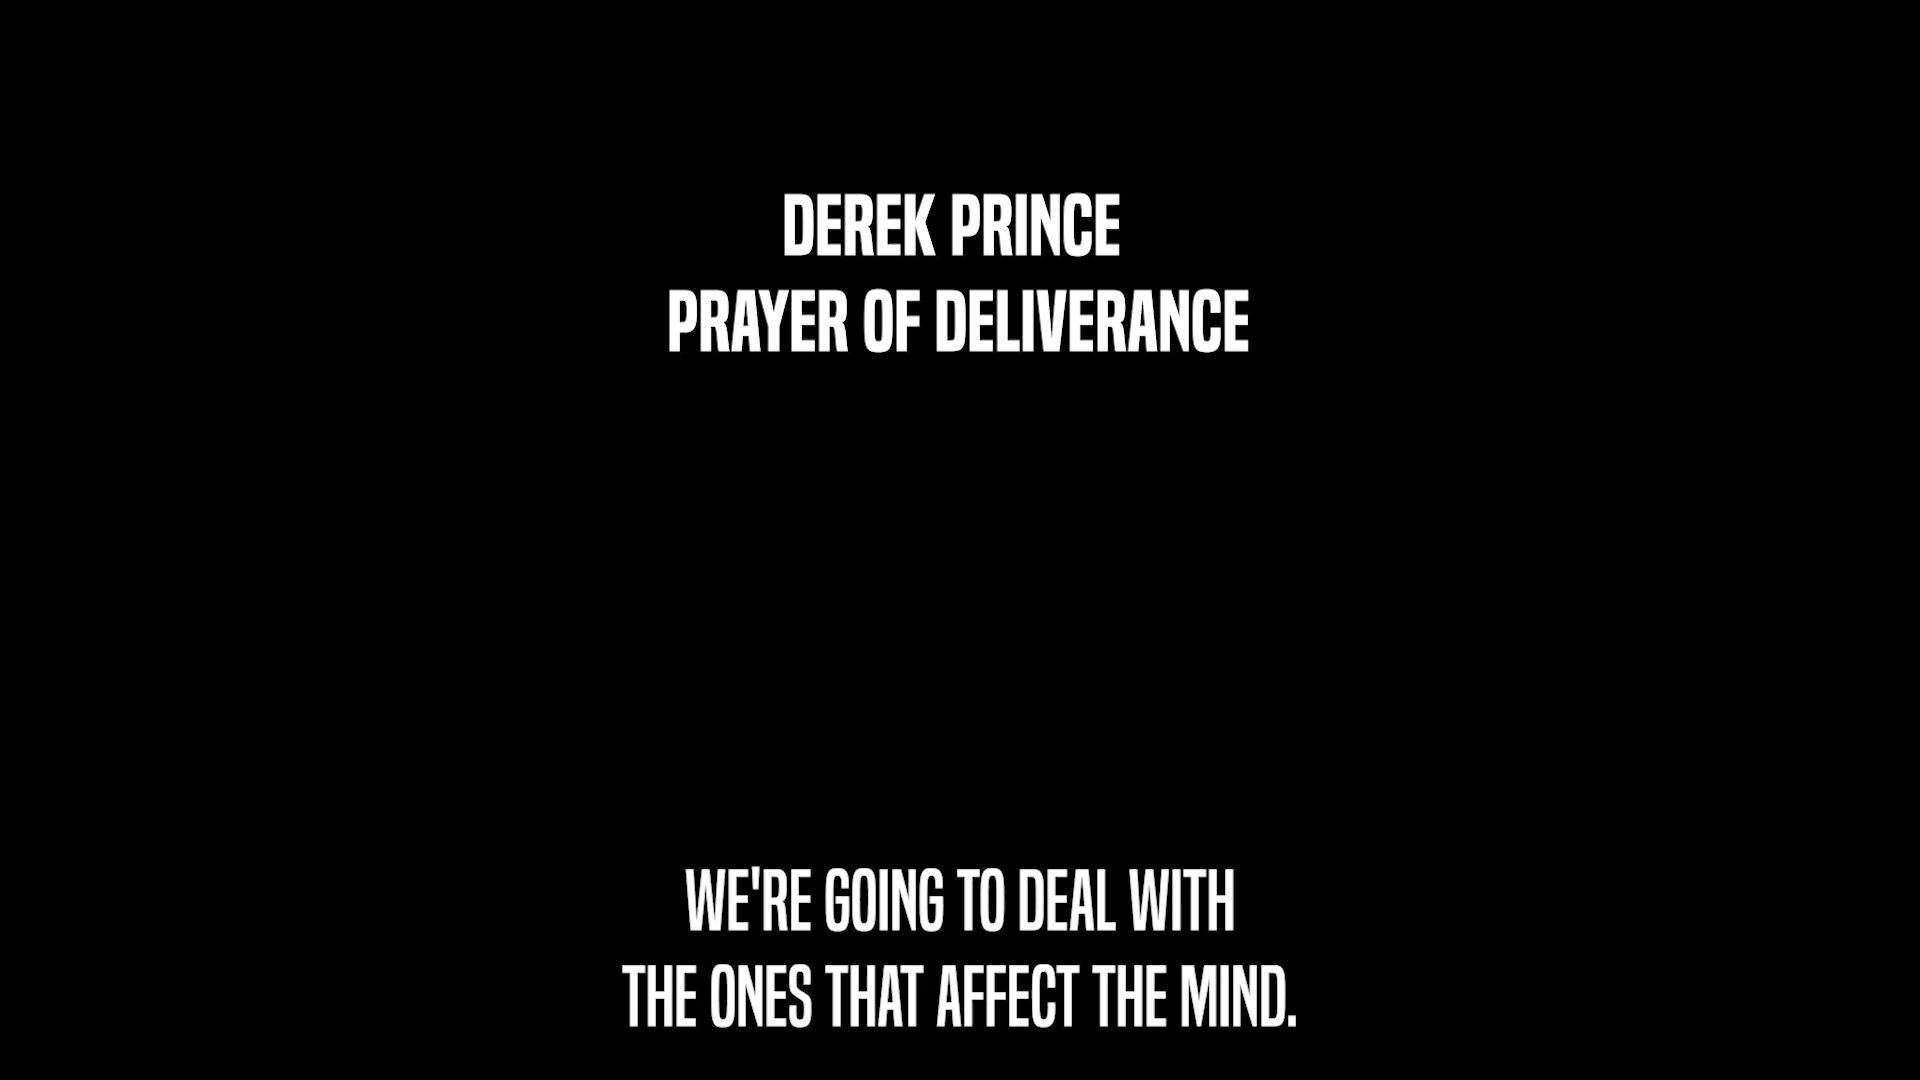 DEREK PRINCE
PRAYER OF DELIVERANCE
WE'RE GOING TO DEAL WITH
THE ONES THAT AFFECT THE MIND.